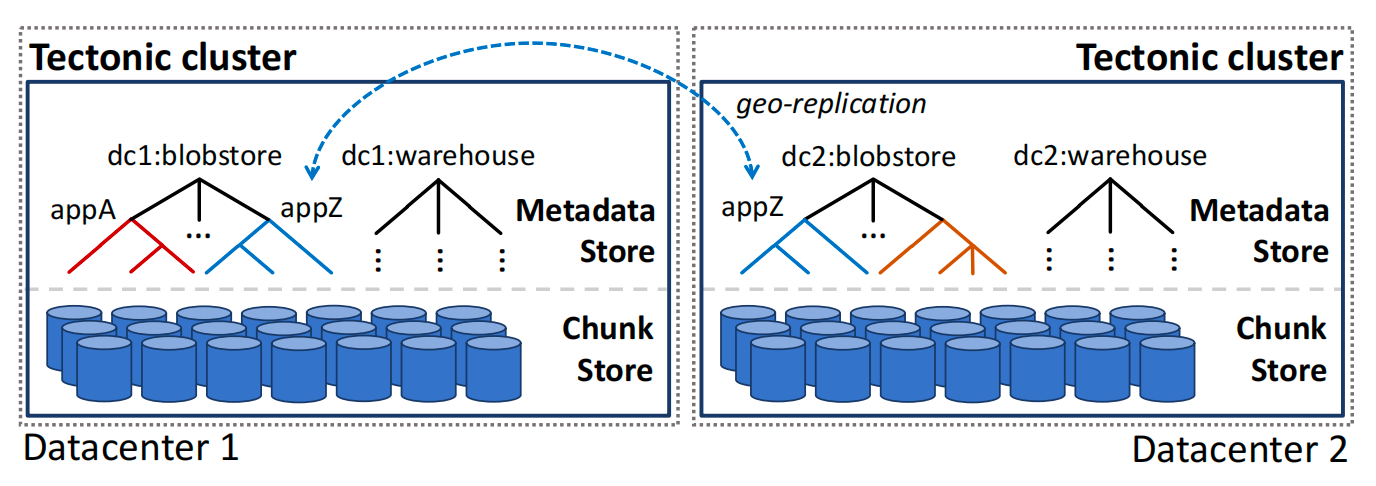 Tectonic cluster
dc1:blobstore
dc1:warehouse
appA
...
appZ
Metadata
Store
...
...
...
Chunk
Store
Datacenter 1
Tectonic cluster
geo-replication
dc2:blobstore
dc2:warehouse
appZ
...
Metadata
Store
...
...
...
Chunk
Store
Datacenter 2